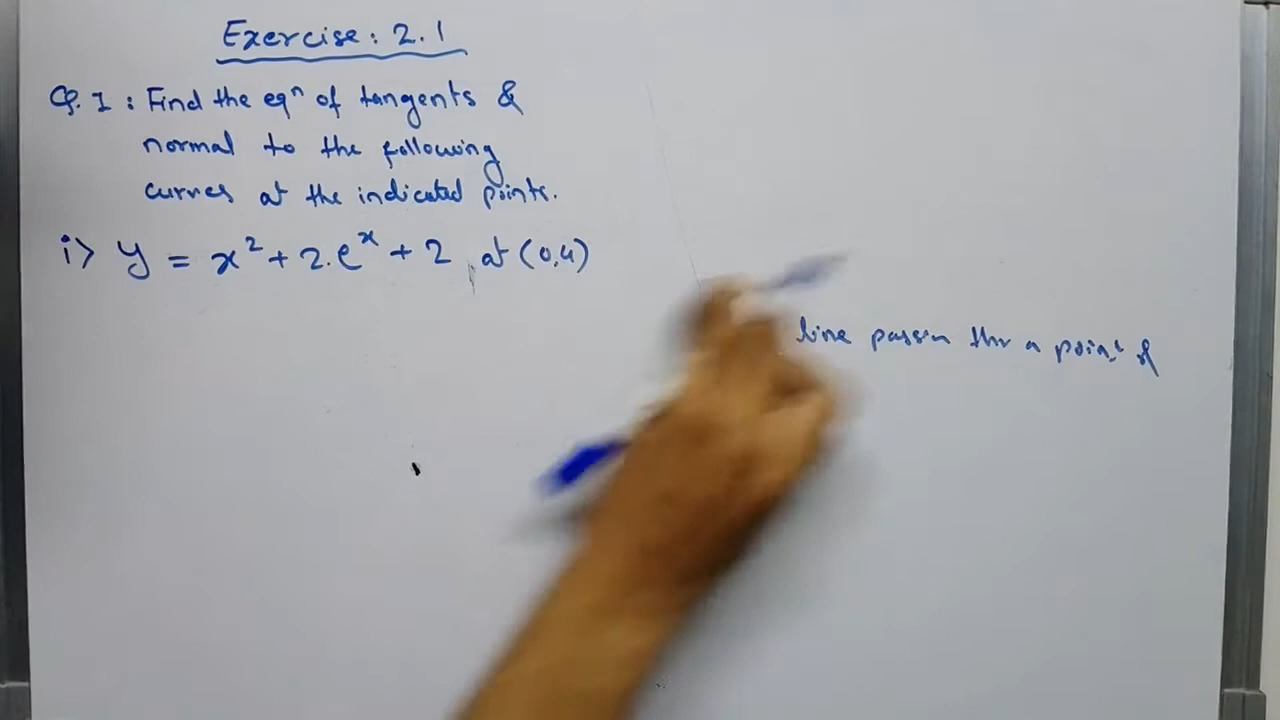 Exercise: 2.1
Q.1: Find the eqⁿ of tangents &
normal to the following
curves at the indicated points.
i> y = x² + 2.eˣ + 2 at (0,4)
line passin thr a point &